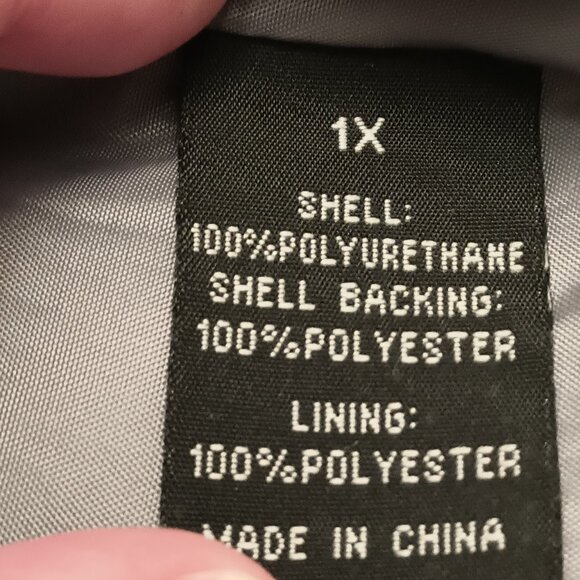 1X
SHELL:
100%POLYURETHANE
SHELL BACKING:
100%POLYESTER
LINING:
100%POLYESTER
MADE IN CHINA